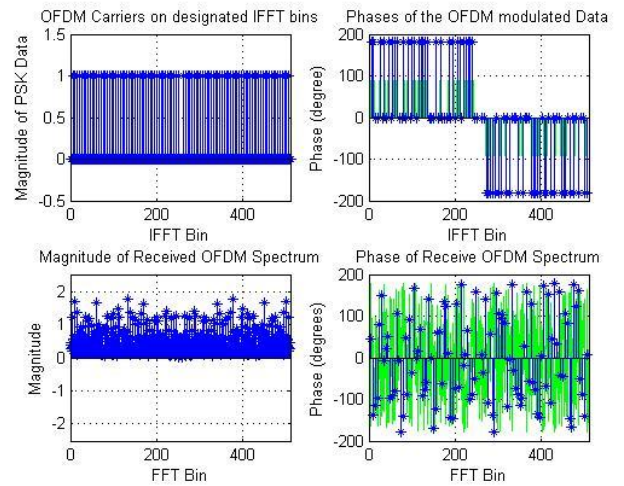 OFDM Carriers on designated IFFT bins
Magnitude of PSK Data
1.5
1
0.5
0
-0.5
0 200 400
IFFT Bin
Phases of the OFDM modulated Data
Phase (degree)
200
100
0
-100
-200
0 200 400
IFFT Bin
Magnitude of Received OFDM Spectrum
Magnitude
2
1
0
-1
-2
0 200 400
FFT Bin
Phase of Receive OFDM Spectrum
Phase (degrees)
200
100
0
-100
-200
0 200 400
FFT Bin